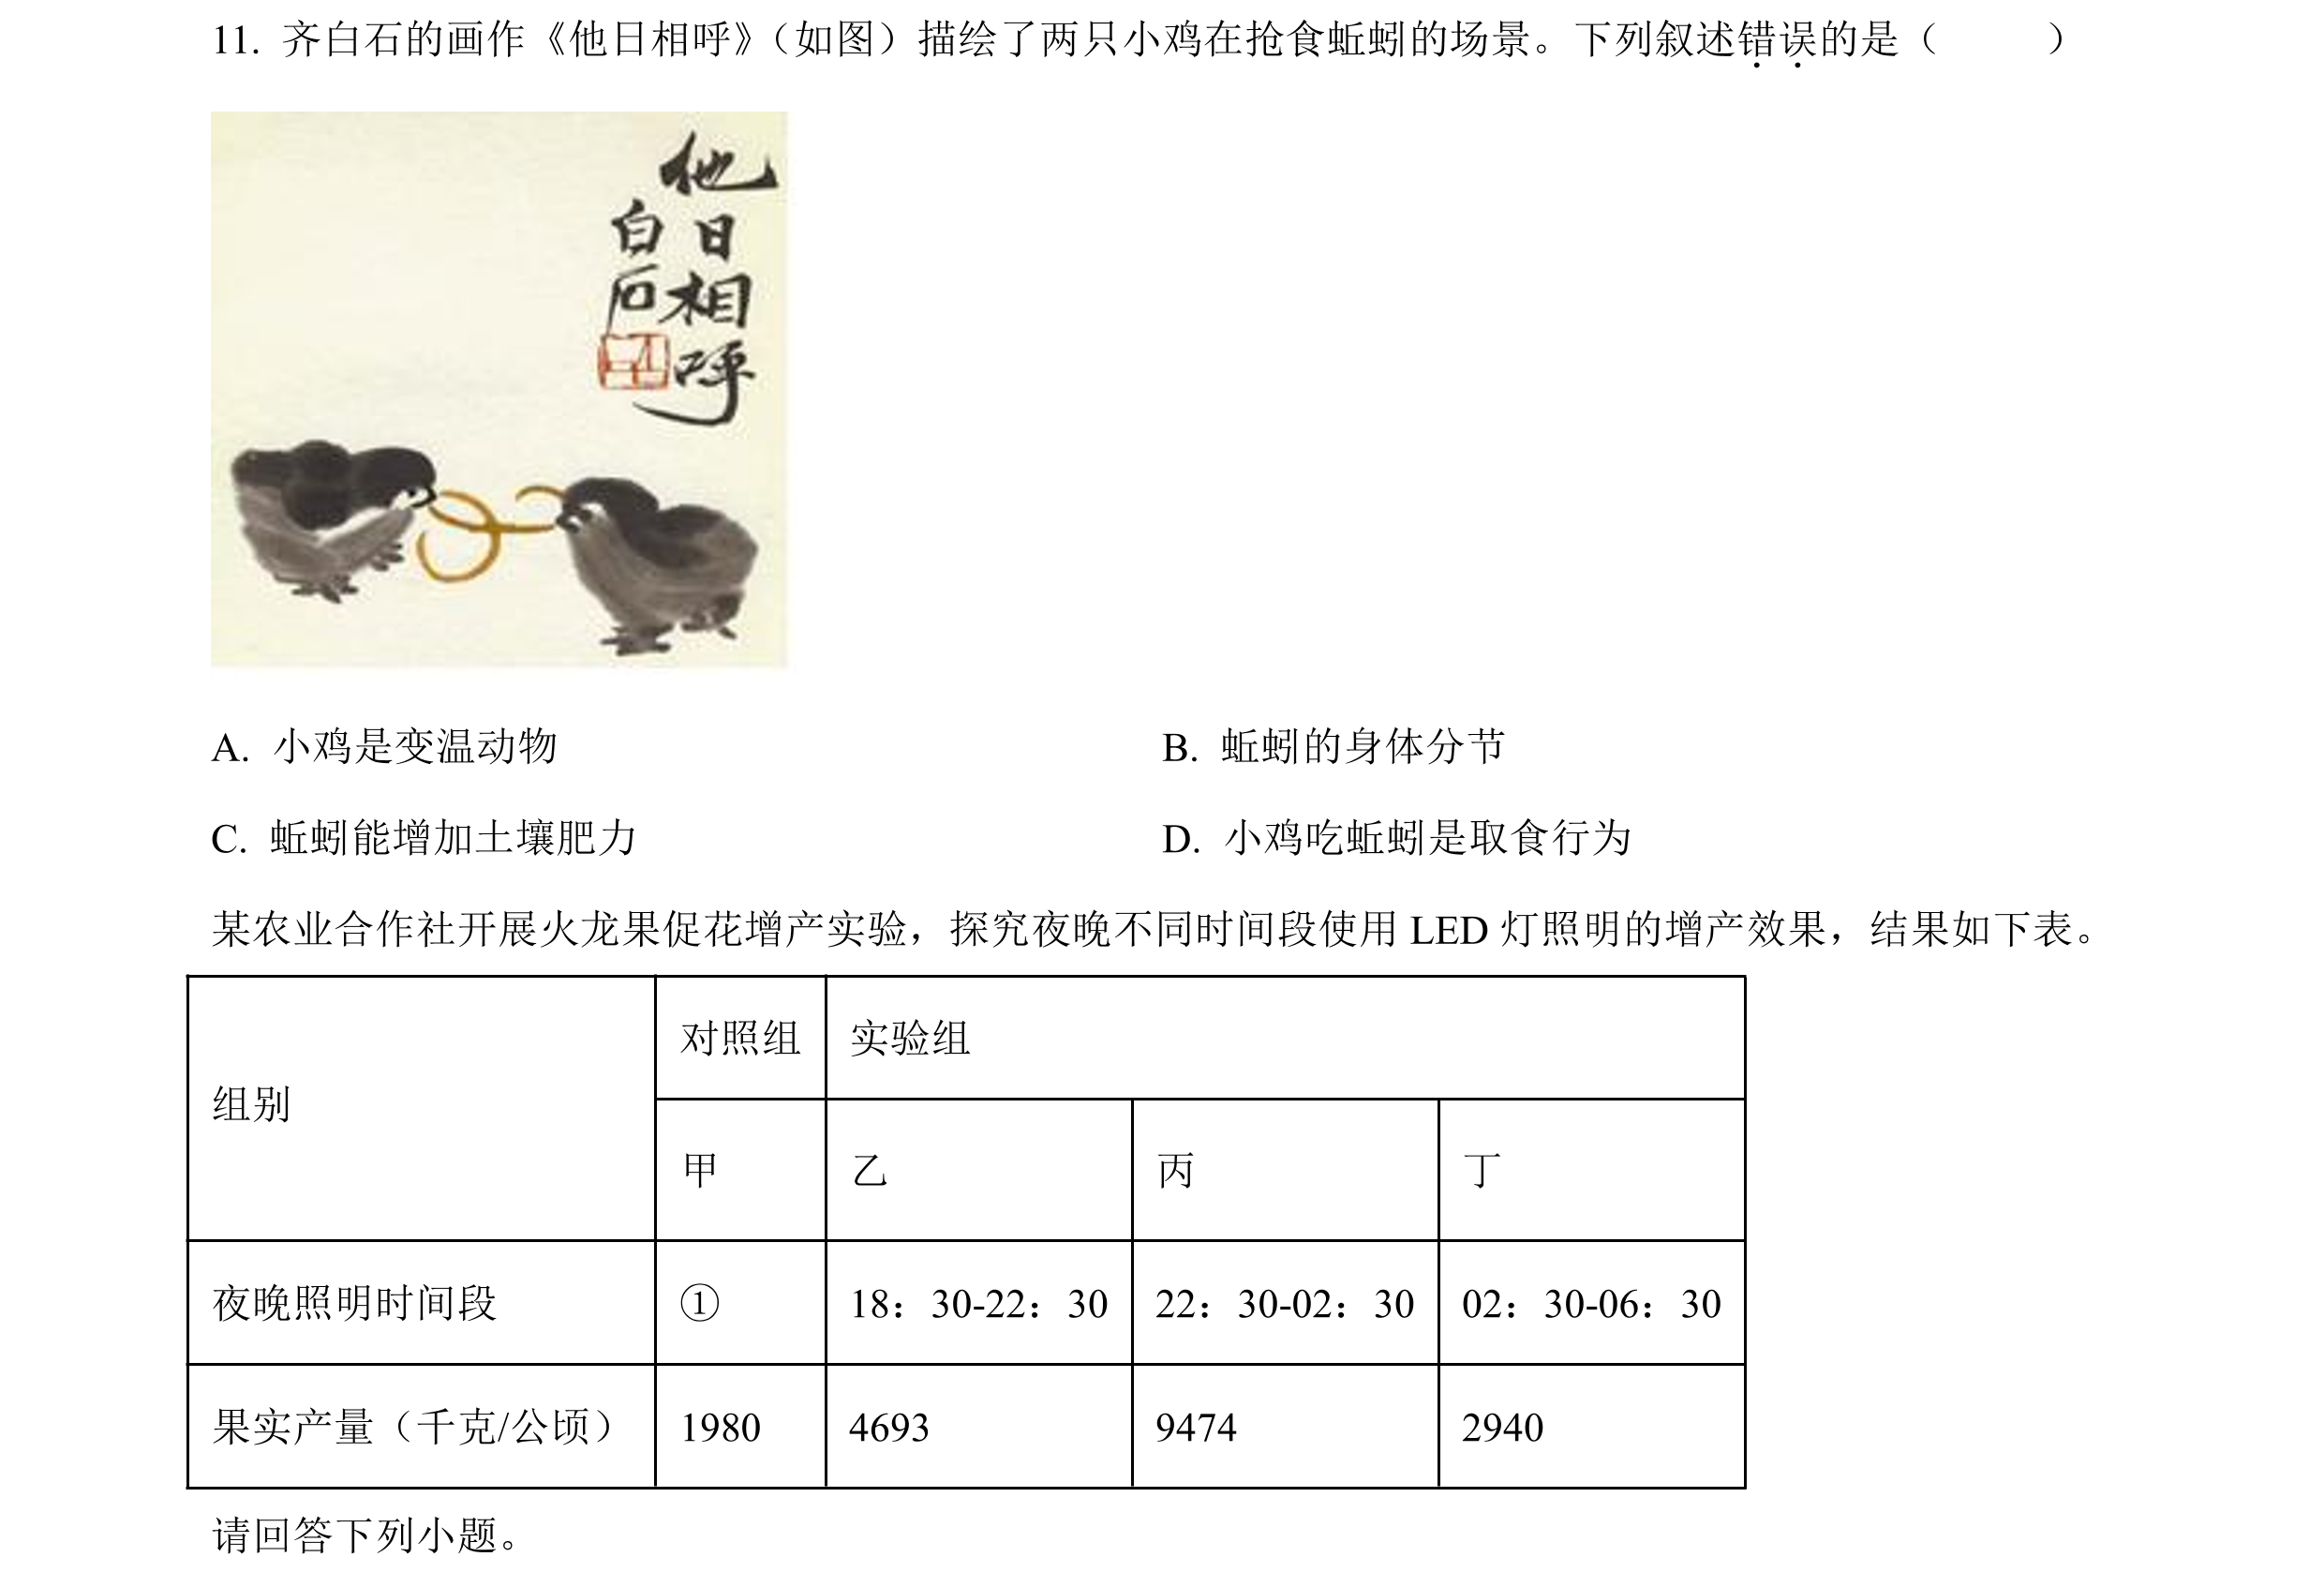 11. 齐白石的画作《他日相呼》（如图）描绘了两只小鸡在抢食蚯蚓的场景。下列叙述错误的是（　　）
他日相呼
白石
A. 小鸡是变温动物
B. 蚯蚓的身体分节
C. 蚯蚓能增加土壤肥力
D. 小鸡吃蚯蚓是取食行为
某农业合作社开展火龙果促花增产实验，探究夜晚不同时间段使用 LED 灯照明的增产效果，结果如下表。
组别 对照组 实验组
甲 乙 丙 丁
夜晚照明时间段 ① 18：30-22：30 22：30-02：30 02：30-06：30
果实产量（千克/公顷） 1980 4693 9474 2940
请回答下列小题。